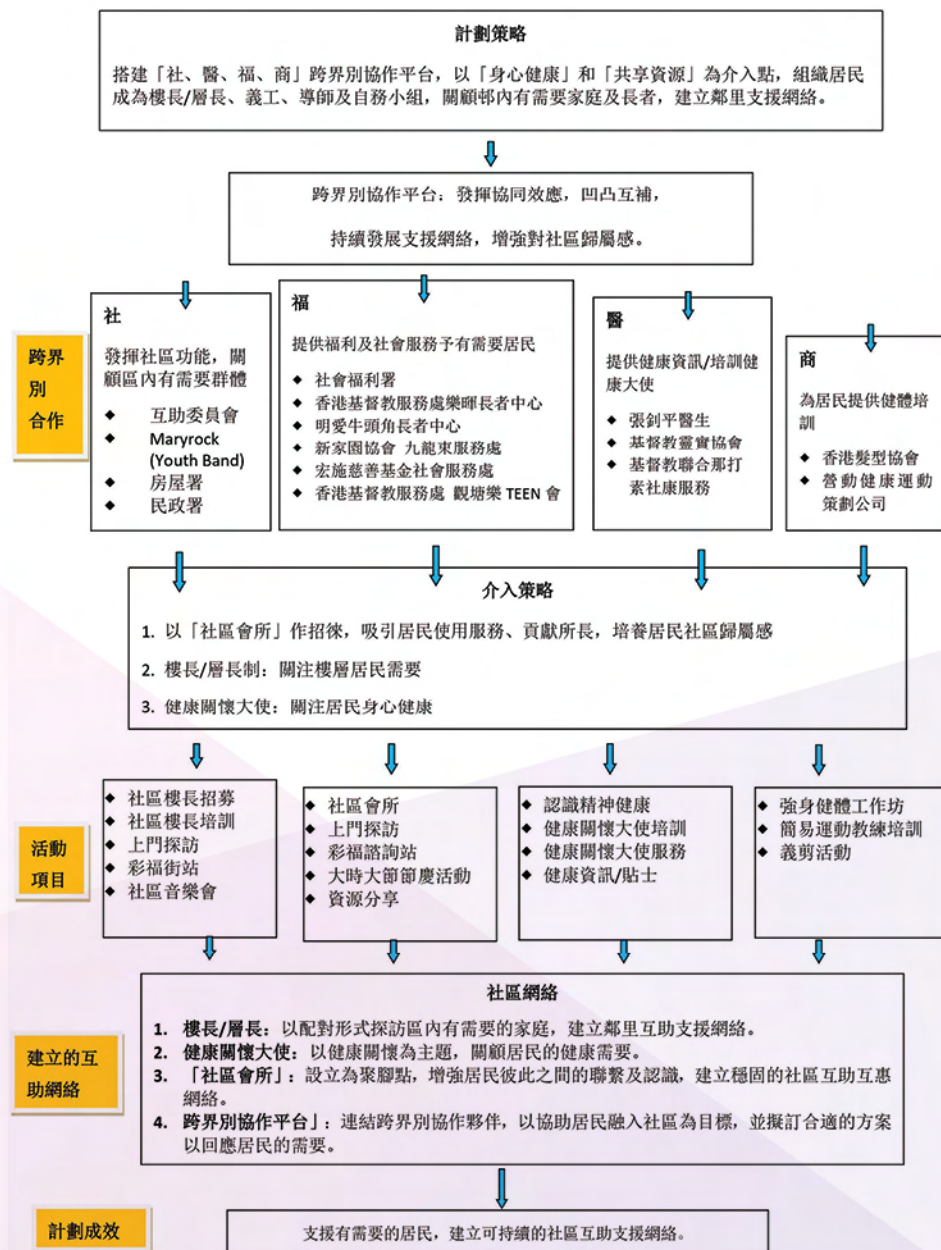 計劃策略
搭建「社、醫、福、商」跨界別協作平台，以「身心健康」和「共享資源」為介入點，組織居民
成為樓長/層長、義工、導師及自務小組，關顧邨內有需要家庭及長者，建立鄰里支援網絡。
跨界別協作平台：發揮協同效應，凹凸互補，
持續發展支援網絡，增強對社區歸屬感。
跨界
別
合作
社
發揮社區功能，關
顧區內有需要群體
◆ 互助委員會
◆ Maryrock
(Youth Band)
◆ 房屋署
◆ 民政署
福
提供福利及社會服務予有需要居民
◆ 社會福利署
◆ 香港基督教服務處樂暉長者中心
◆ 明愛牛頭角長者中心
◆ 新家園協會 九龍東服務處
◆ 宏施慈善基金社會服務處
◆ 香港基督教服務處 觀塘樂 TEEN 會
醫
提供健康資訊/培訓健
康大使
◆ 張釗平醫生
◆ 基督教靈實協會
◆ 基督教聯合那打
素社康服務
商
為居民提供健體培
訓
◆ 香港髮型協會
◆ 營動健康運動
策劃公司
介入策略
1. 以「社區會所」作招徠，吸引居民使用服務、貢獻所長，培養居民社區歸屬感
2. 樓長/層長制：關注樓層居民需要
3. 健康關懷大使：關注居民身心健康
活動
項目
◆ 社區樓長招募
◆ 社區樓長培訓
◆ 上門探訪
◆ 彩福街站
◆ 社區音樂會
◆ 社區會所
◆ 上門探訪
◆ 彩福諮詢站
◆ 大時大節節慶活動
◆ 資源分享
◆ 認識精神健康
◆ 健康關懷大使培訓
◆ 健康關懷大使服務
◆ 健康資訊/貼士
◆ 強身健體工作坊
◆ 簡易運動教練培訓
◆ 義剪活動
建立的互
助網絡
社區網絡
1. 樓長/層長：以配對形式探訪區內有需要的家庭，建立鄰里互助支援網絡。
2. 健康關懷大使：以健康關懷為主題，關顧居民的健康需要。
3. 「社區會所」：設立為聚腳點，增強居民彼此之間的聯繫及認識，建立穩固的社區互助互惠
網絡。
4. 跨界別協作平台」：連結跨界別協作夥伴，以協助居民融入社區為目標，並擬訂合適的方案
以回應居民的需要。
計劃成效
支援有需要的居民，建立可持續的社區互助支援網絡。